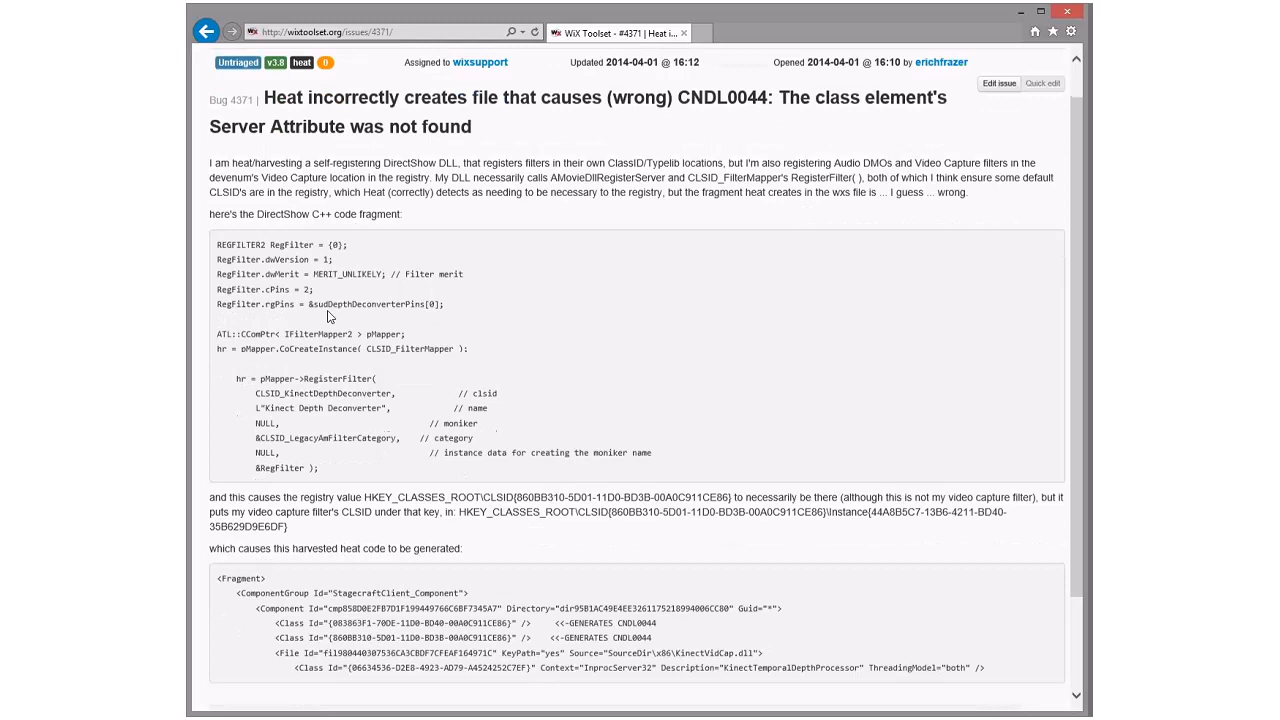 http://wixtoolset.org/issues/4371/
WiX Toolset - #4371 | Heat i...
Untriaged v3.8 heat 0 Assigned to wixsupport Updated 2014-04-01 @ 16:12 Opened 2014-04-01 @ 16:10 by erichfrazer
Edit issue Quick edit
Bug 4371 | Heat incorrectly creates file that causes (wrong) CNDL0044: The class element's
Server Attribute was not found
I am heat/harvesting a self-registering DirectShow DLL, that registers filters in their own ClassID/Typelib locations, but I'm also registering Audio DMOs and Video Capture filters in the
devenum's Video Capture location in the registry. My DLL necessarily calls AMovieDllRegisterServer and CLSID_FilterMapper's RegisterFilter( ), both of which I think ensure some default
CLSID's are in the registry, which Heat (correctly) detects as needing to be necessary to the registry, but the fragment heat creates in the wxs file is ... I guess ... wrong.
here's the DirectShow C++ code fragment:
REGFILTER2 RegFilter = {0};
RegFilter.dwVersion = 1;
RegFilter.dwMerit = MERIT_UNLIKELY; // Filter merit
RegFilter.cPins = 2;
RegFilter.rgPins = &sudDepthDeconverterPins[0];
ATL::CComPtr< IFilterMapper2 > pMapper;
hr = pMapper.CoCreateInstance( CLSID_FilterMapper );
hr = pMapper->RegisterFilter(
CLSID_KinectDepthDeconverter, // clsid
L"Kinect Depth Deconverter", // name
NULL, // moniker
&CLSID_LegacyAmFilterCategory, // category
NULL, // instance data for creating the moniker name
&RegFilter );
and this causes the registry value HKEY_CLASSES_ROOT\CLSID{860BB310-5D01-11D0-BD3B-00A0C911CE86} to necessarily be there (although this is not my video capture filter), but it
puts my video capture filter's CLSID under that key, in: HKEY_CLASSES_ROOT\CLSID{860BB310-5D01-11D0-BD3B-00A0C911CE86}\Instance{44A8B5C7-13B6-4211-BD40-
35B629D9E6DF}
which causes this harvested heat code to be generated:
<Fragment>
<ComponentGroup Id="StagecraftClient_Component">
<Component Id="cmp858D0E2FB7D1F199449766C6BF7345A7" Directory="dir95B1AC49E4EE3261175218994006CC80" Guid="*">
<Class Id="{083863F1-70DE-11D0-BD40-00A0C911CE86}" /> <<-GENERATES CNDL0044
<Class Id="{860BB310-5D01-11D0-BD3B-00A0C911CE86}" /> <<-GENERATES CNDL0044
<File Id="fil980440307536CA3CBDF7CFEAF164971C" KeyPath="yes" Source="SourceDir\x86\KinectVidCap.dll">
<Class Id="{06634536-D2E8-4923-AD79-A4524252C7EF}" Context="InprocServer32" Description="KinectTemporalDepthProcessor" ThreadingModel="both" />